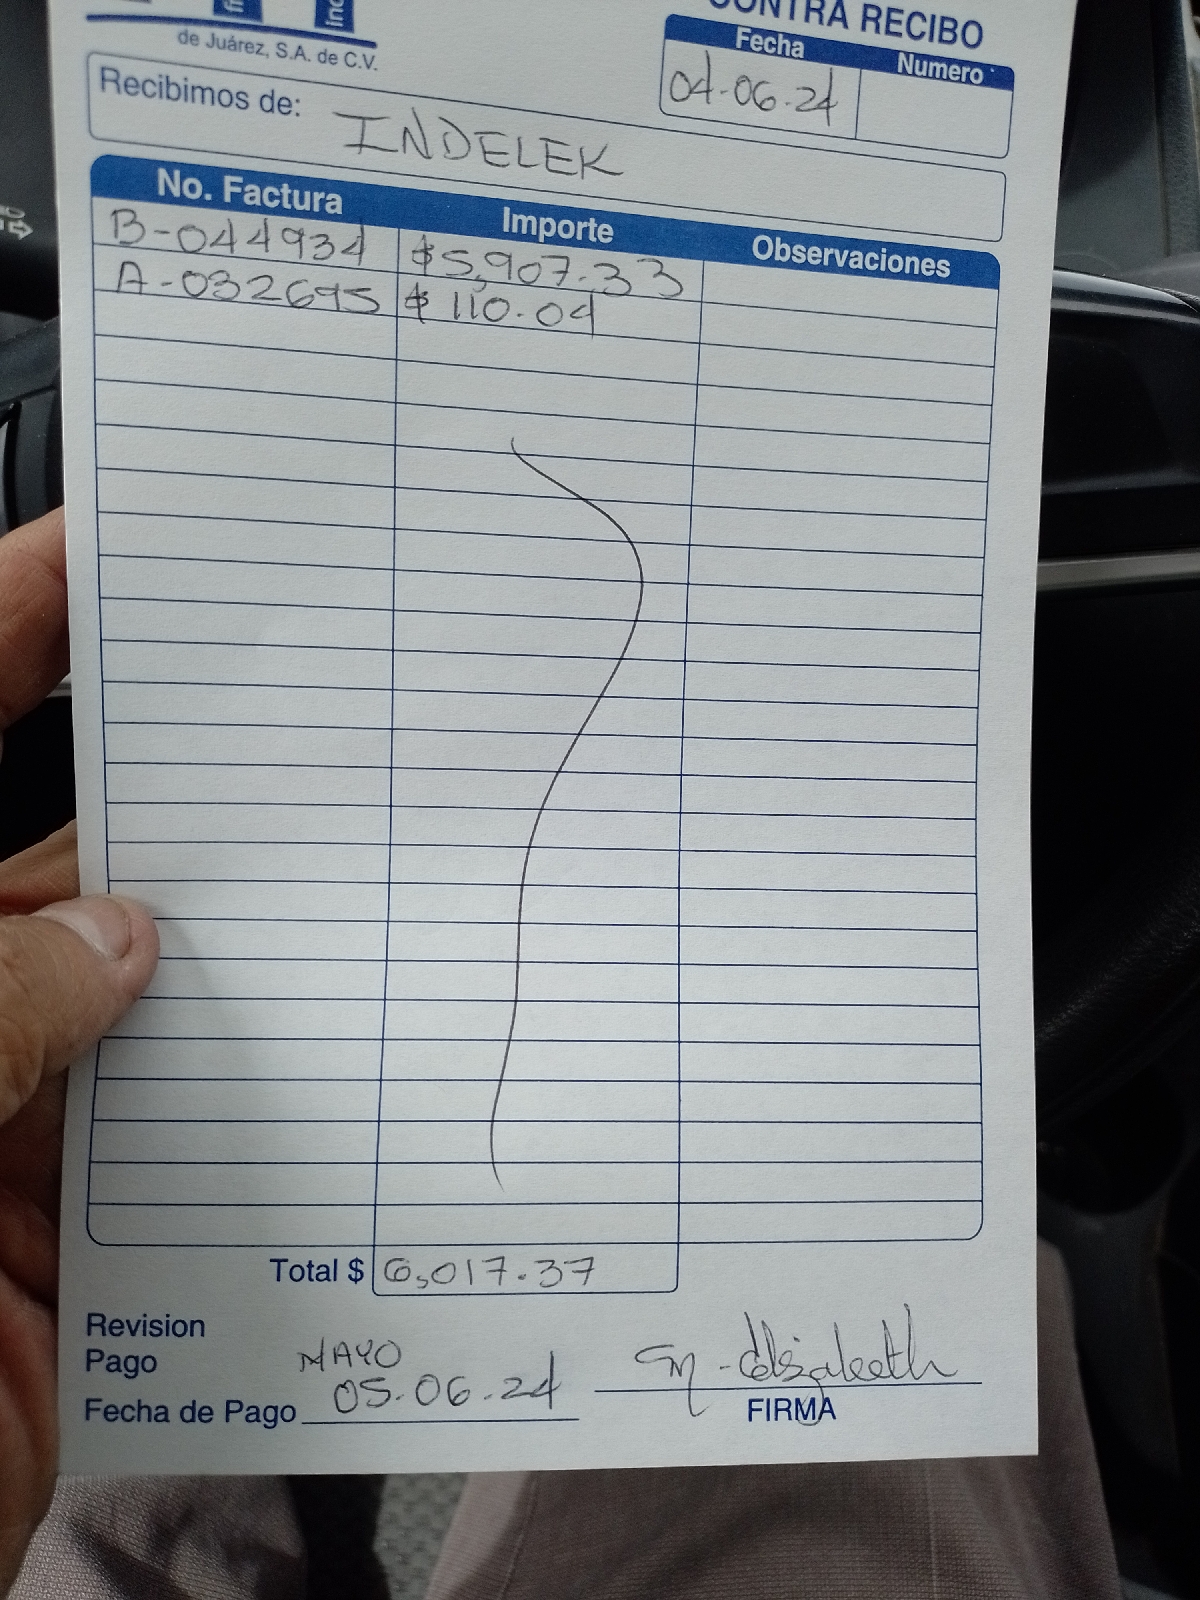 de Juárez, S.A. de C.V.
CONTRA RECIBO
Fecha
Numero
04-06-24
Recibimos de: INDELEK
No. Factura Importe Observaciones
B-044934 $5,907.33
A-032695 $110.04
Total $ 6,017.37
Revision
Pago MAYO
Fecha de Pago 05-06-24
M-Elizabeth
FIRMA